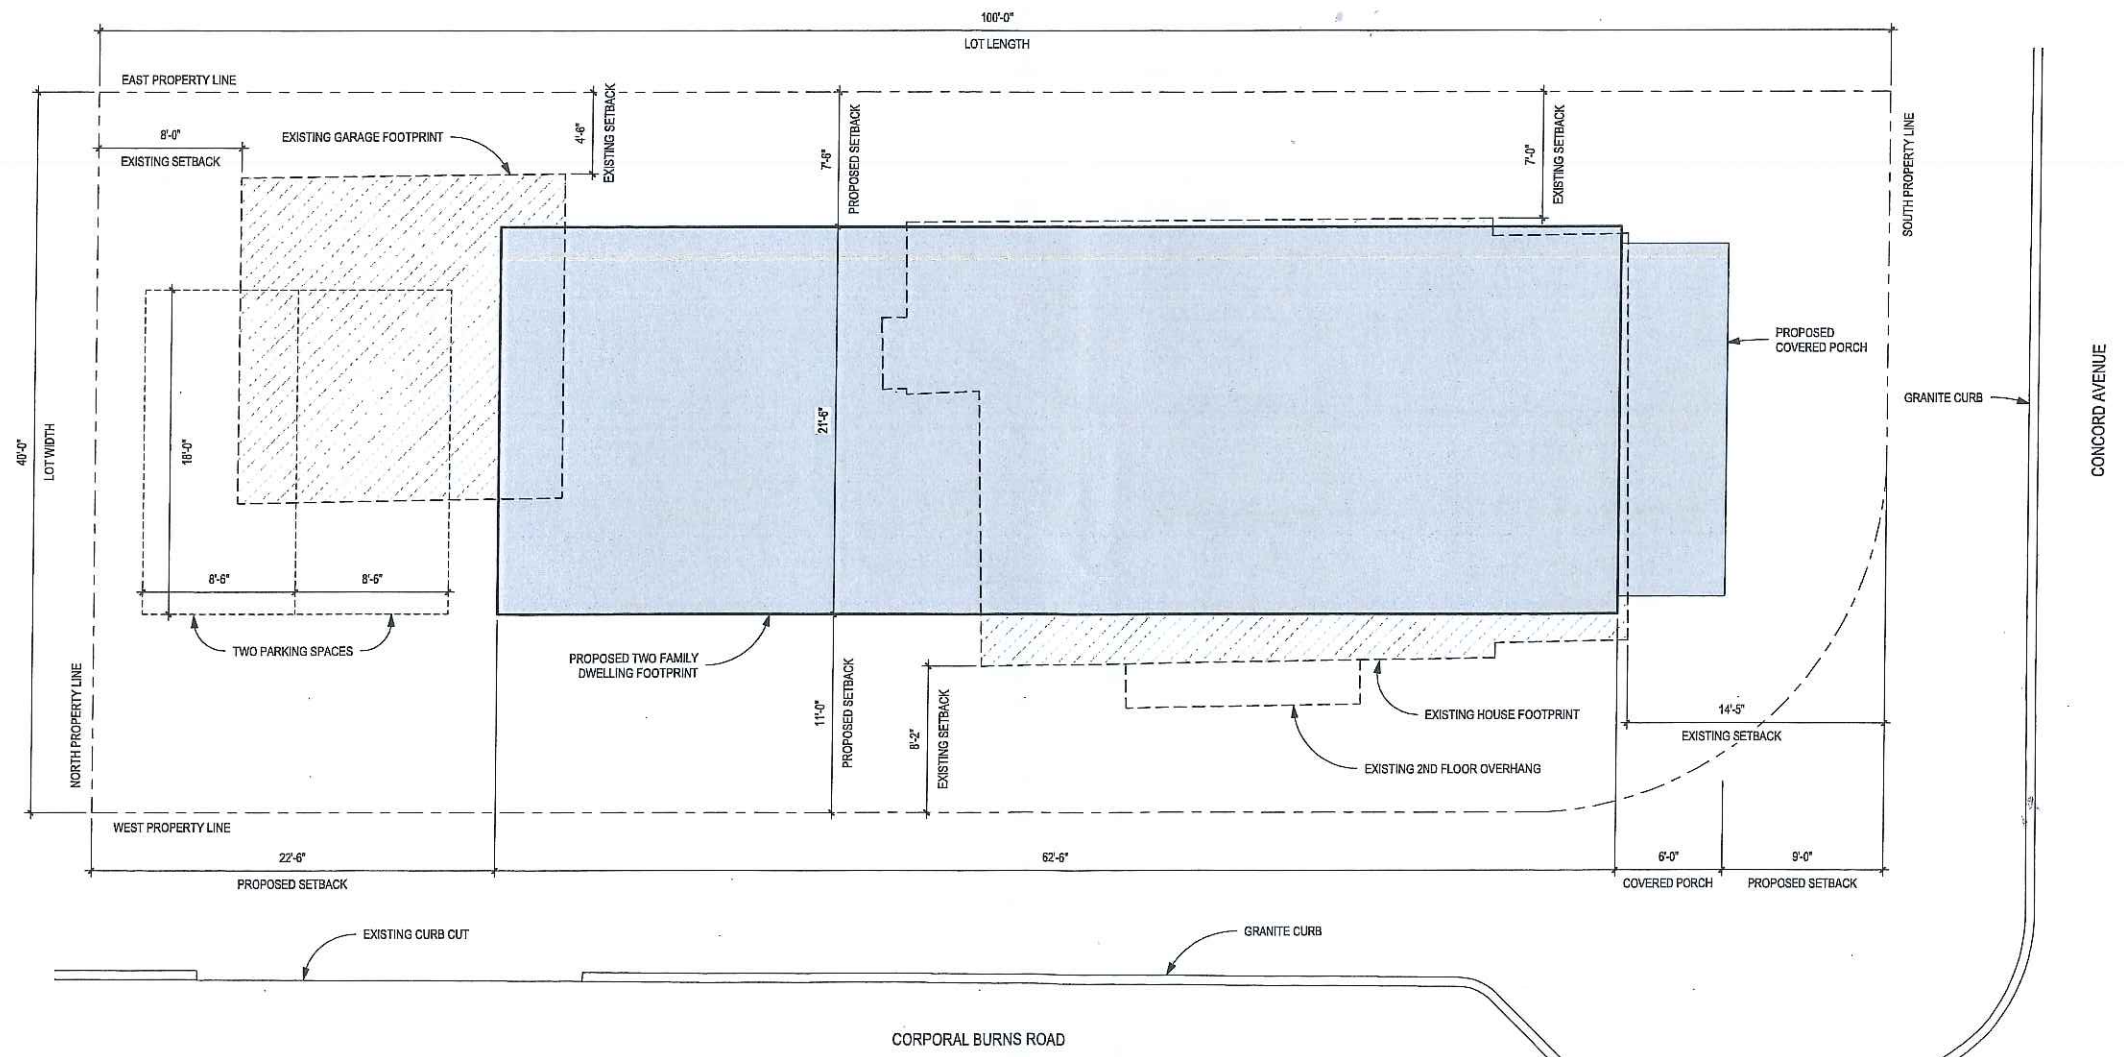 100'-0"
LOT LENGTH
EAST PROPERTY LINE
8'-0"
EXISTING SETBACK
EXISTING GARAGE FOOTPRINT
4'-6"
EXISTING SETBACK
7'-6"
PROPOSED SETBACK
7'-0"
EXISTING SETBACK
SOUTH PROPERTY LINE
PROPOSED
COVERED PORCH
GRANITE CURB
CONCORD AVENUE
40'-0"
LOT WIDTH
18'-0"
21'-6"
8'-6"
8'-6"
TWO PARKING SPACES
NORTH PROPERTY LINE
PROPOSED TWO FAMILY
DWELLING FOOTPRINT
11'-0"
PROPOSED SETBACK
8'-2"
EXISTING SETBACK
EXISTING HOUSE FOOTPRINT
14'-5"
EXISTING SETBACK
EXISTING 2ND FLOOR OVERHANG
WEST PROPERTY LINE
22'-6"
PROPOSED SETBACK
62'-6"
6'-0"
COVERED PORCH
9'-0"
PROPOSED SETBACK
EXISTING CURB CUT
GRANITE CURB
CORPORAL BURNS ROAD